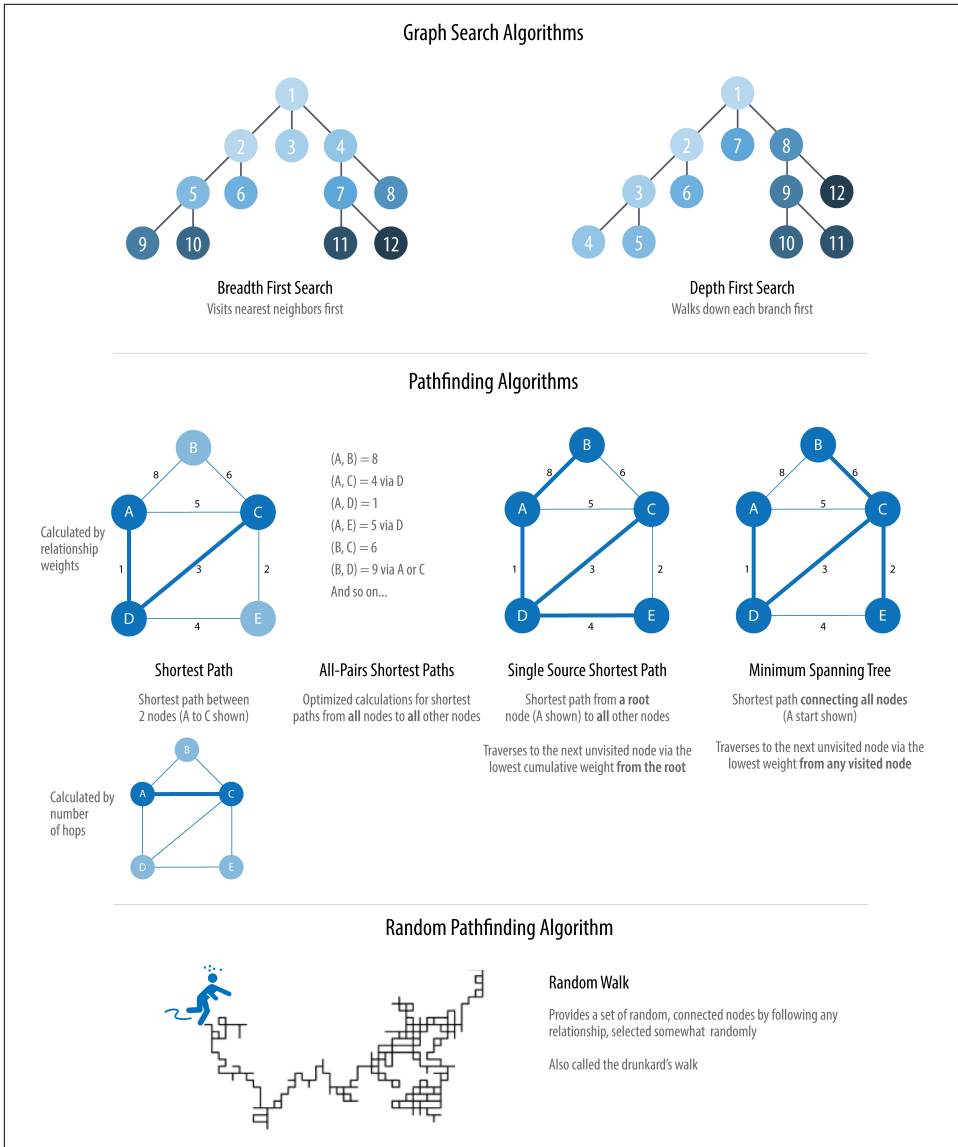 Graph Search Algorithms
1
2 3 4
5 6 7 8
9 10 11 12
Breadth First Search
Visits nearest neighbors first
1
2 7 8
3 6 9 12
4 5 10 11
Depth First Search
Walks down each branch first
Pathfinding Algorithms
Calculated by
relationship
weights
B
8 6
A 5 C
1 3 2
D 4 E
Shortest Path
Shortest path between
2 nodes (A to C shown)
Calculated by
number
of hops
B
A C
D E
(A, B) = 8
(A, C) = 4 via D
(A, D) = 1
(A, E) = 5 via D
(B, C) = 6
(B, D) = 9 via A or C
And so on...
All-Pairs Shortest Paths
Optimized calculations for shortest
paths from all nodes to all other nodes
B
8 6
A 5 C
1 3 2
D 4 E
Single Source Shortest Path
Shortest path from a root
node (A shown) to all other nodes
Traverses to the next unvisited node via the
lowest cumulative weight from the root
B
8 6
A 5 C
1 3 2
D 4 E
Minimum Spanning Tree
Shortest path connecting all nodes
(A start shown)
Traverses to the next unvisited node via the
lowest weight from any visited node
Random Pathfinding Algorithm
Random Walk
Provides a set of random, connected nodes by following any
relationship, selected somewhat randomly
Also called the drunkard's walk